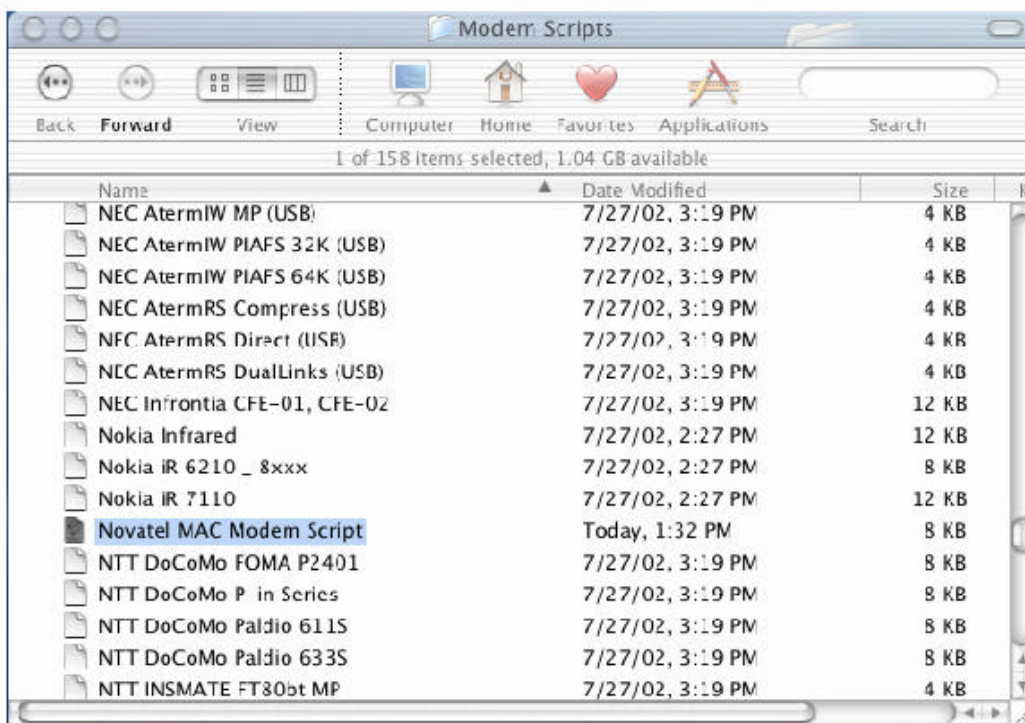 Modem Scripts
Back Forward View Computer Home Favorites Applications Search
1 of 158 items selected, 1.04 GB available
Name Date Modified Size
NEC AtermIW MP (USB) 7/27/02, 3:19 PM 4 KB
NEC AtermIW PIAFS 32K (USB) 7/27/02, 3:19 PM 4 KB
NEC AtermIW PIAFS 64K (USB) 7/27/02, 3:19 PM 4 KB
NEC AtermRS Compress (USB) 7/27/02, 3:19 PM 4 KB
NEC AtermRS Direct (USB) 7/27/02, 3:19 PM 4 KB
NEC AtermRS DualLinks (USB) 7/27/02, 3:19 PM 4 KB
NEC Infrontia CFE-01, CFE-02 7/27/02, 3:19 PM 12 KB
Nokia Infrared 7/27/02, 2:27 PM 12 KB
Nokia iR 6210 _ 8xxx 7/27/02, 2:27 PM 8 KB
Nokia iR 7110 7/27/02, 2:27 PM 12 KB
Novatel MAC Modem Script Today, 1:32 PM 8 KB
NTT DoCoMo FOMA P2401 7/27/02, 3:19 PM 8 KB
NTT DoCoMo P in Series 7/27/02, 3:19 PM 8 KB
NTT DoCoMo Paldio 611S 7/27/02, 3:19 PM 8 KB
NTT DoCoMo Paldio 633S 7/27/02, 3:19 PM 8 KB
NTT INSMATE FT80bt MP 7/27/02, 3:19 PM 4 KB